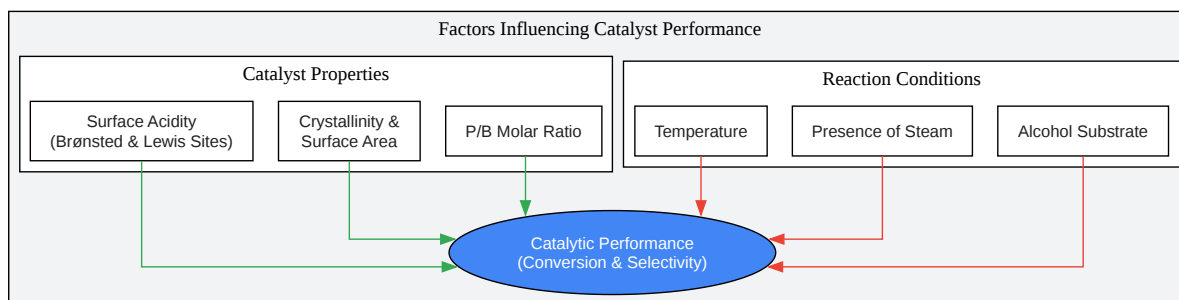 Factors Influencing Catalyst Performance
Catalyst Properties
Surface Acidity
(Brønsted & Lewis Sites)
Crystallinity &
Surface Area
P/B Molar Ratio
Reaction Conditions
Temperature
Presence of Steam
Alcohol Substrate
Catalytic Performance
(Conversion & Selectivity)